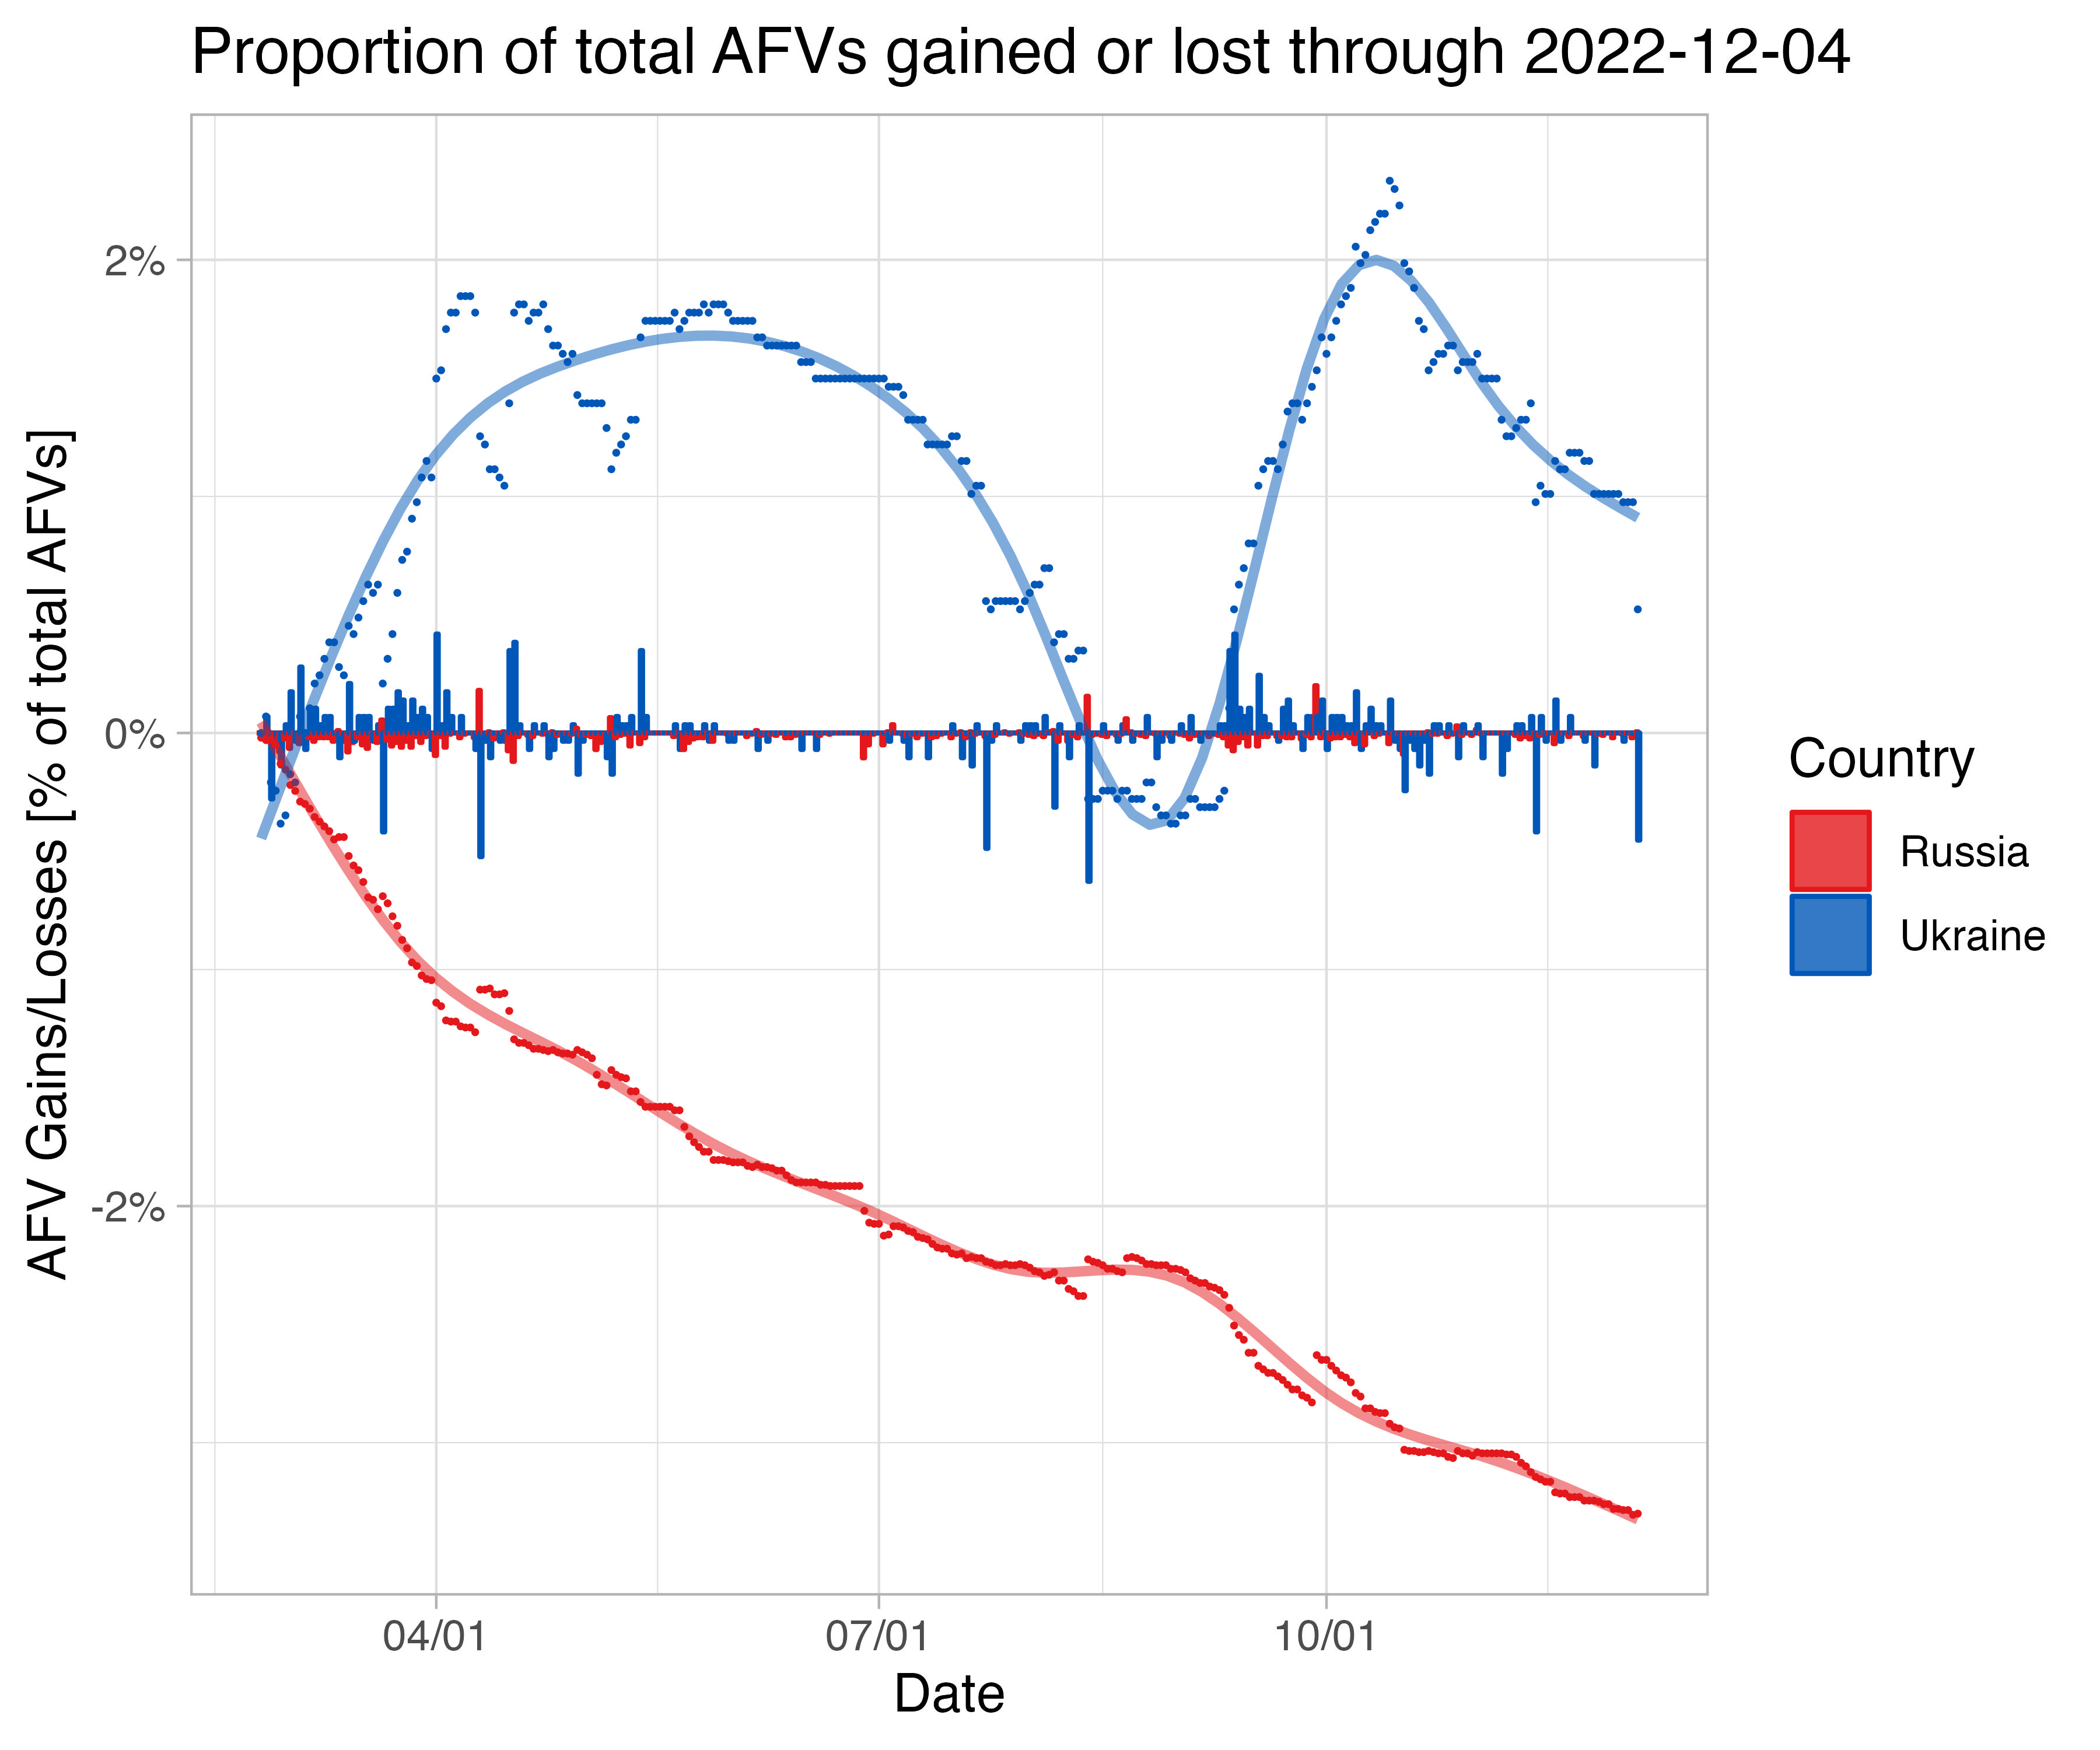 Proportion of total AFVs gained or lost through 2022-12-04
AFV Gains/Losses [% of total AFVs]
2%
0%
-2%
04/01
07/01
10/01
Date
Country
Russia
Ukraine